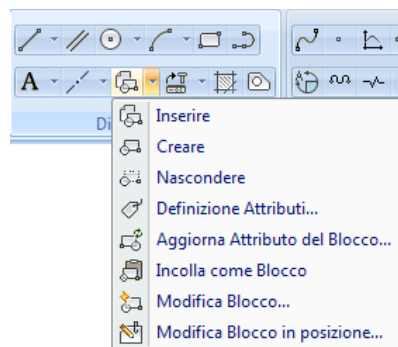 A
Di
Inserire
Creare
Nascondere
Definizione Attributi...
Aggiorna Attributo del Blocco...
Incolla come Blocco
Modifica Blocco...
Modifica Blocco in posizione...